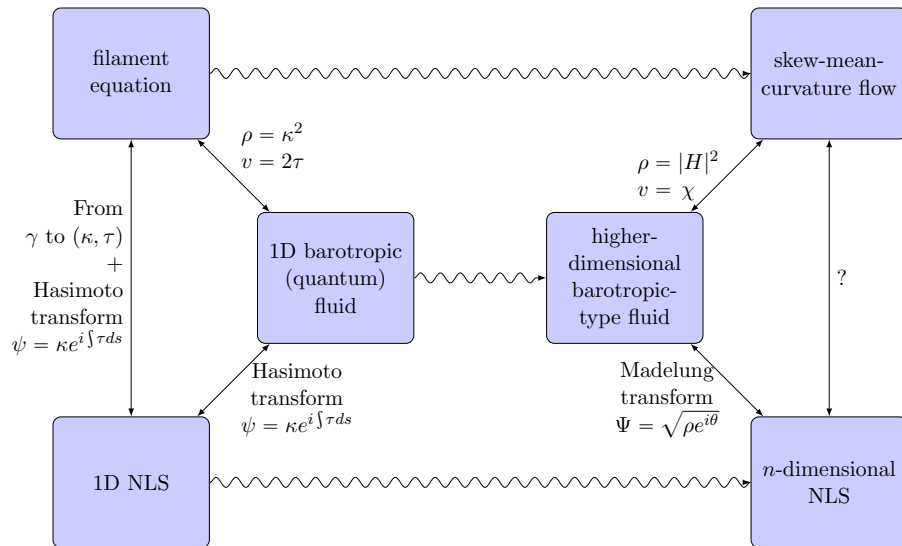 filament
equation
skew-mean-
curvature flow
ρ = κ²
v = 2τ
ρ = |H|²
v = χ
From
γ to (κ, τ)
+
Hasimoto
transform
ψ = κe^{i∫τds}
1D barotropic
(quantum)
fluid
higher-
dimensional
barotropic-
type fluid
?
Hasimoto
transform
ψ = κe^{i∫τds}
Madelung
transform
Ψ = √(ρe^{iθ})
1D NLS
n-dimensional
NLS